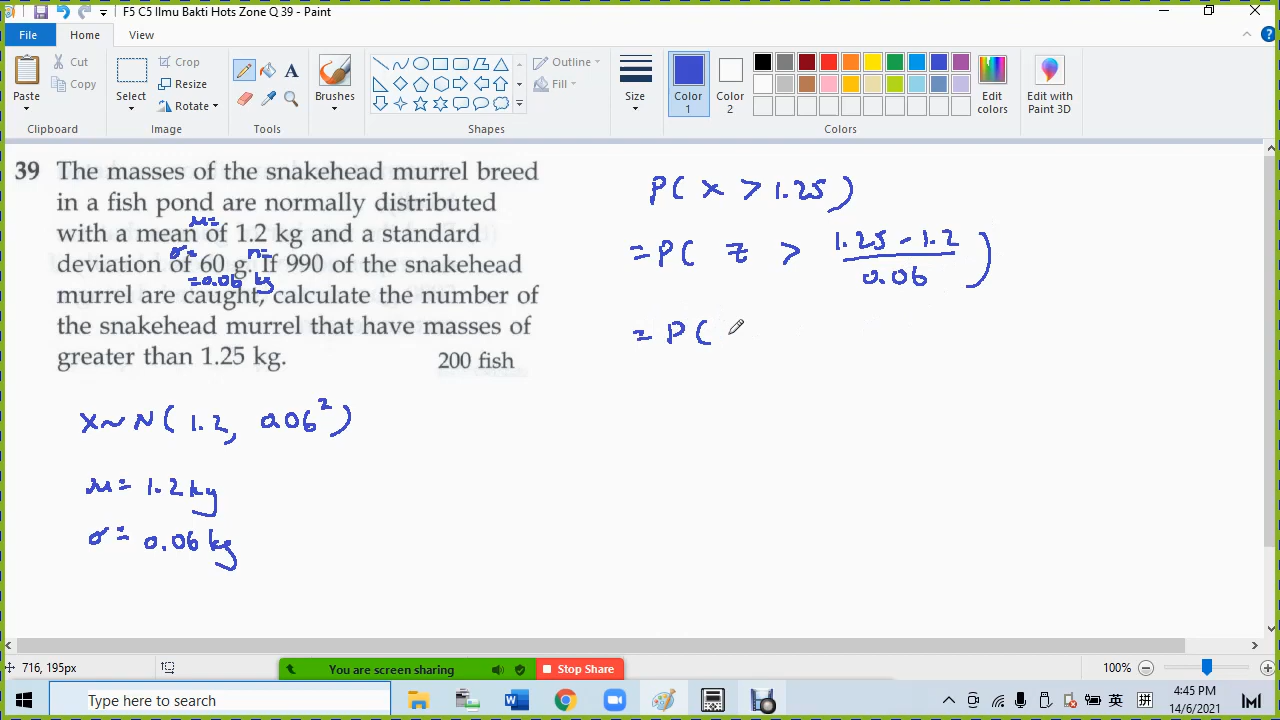 F5 C5 Ilmu Bakti Hots Zone Q 39 - Paint
File Home View
Paste
Cut
Copy
Clipboard
Select
Crop
Resize
Rotate
Image
Tools
Brushes
Shapes
Outline
Fill
Size
Color 1
Color 2
Colors
Edit colors
Edit with Paint 3D
39 The masses of the snakehead murrel breed
in a fish pond are normally distributed
μ=
with a mean of 1.2 kg and a standard
σ= n=
deviation of 60 g. If 990 of the snakehead
=0.06 kg
murrel are caught, calculate the number of
the snakehead murrel that have masses of
greater than 1.25 kg. 200 fish
X~N(1.2, 0.06²)
μ= 1.2 kg
σ= 0.06 kg
P( x > 1.25 )
= P( z > (1.25 - 1.2)/0.06 )
= P(
716, 195px
You are screen sharing
Stop Share
100%
Type here to search
英
拼
4:45 PM
14/6/2021